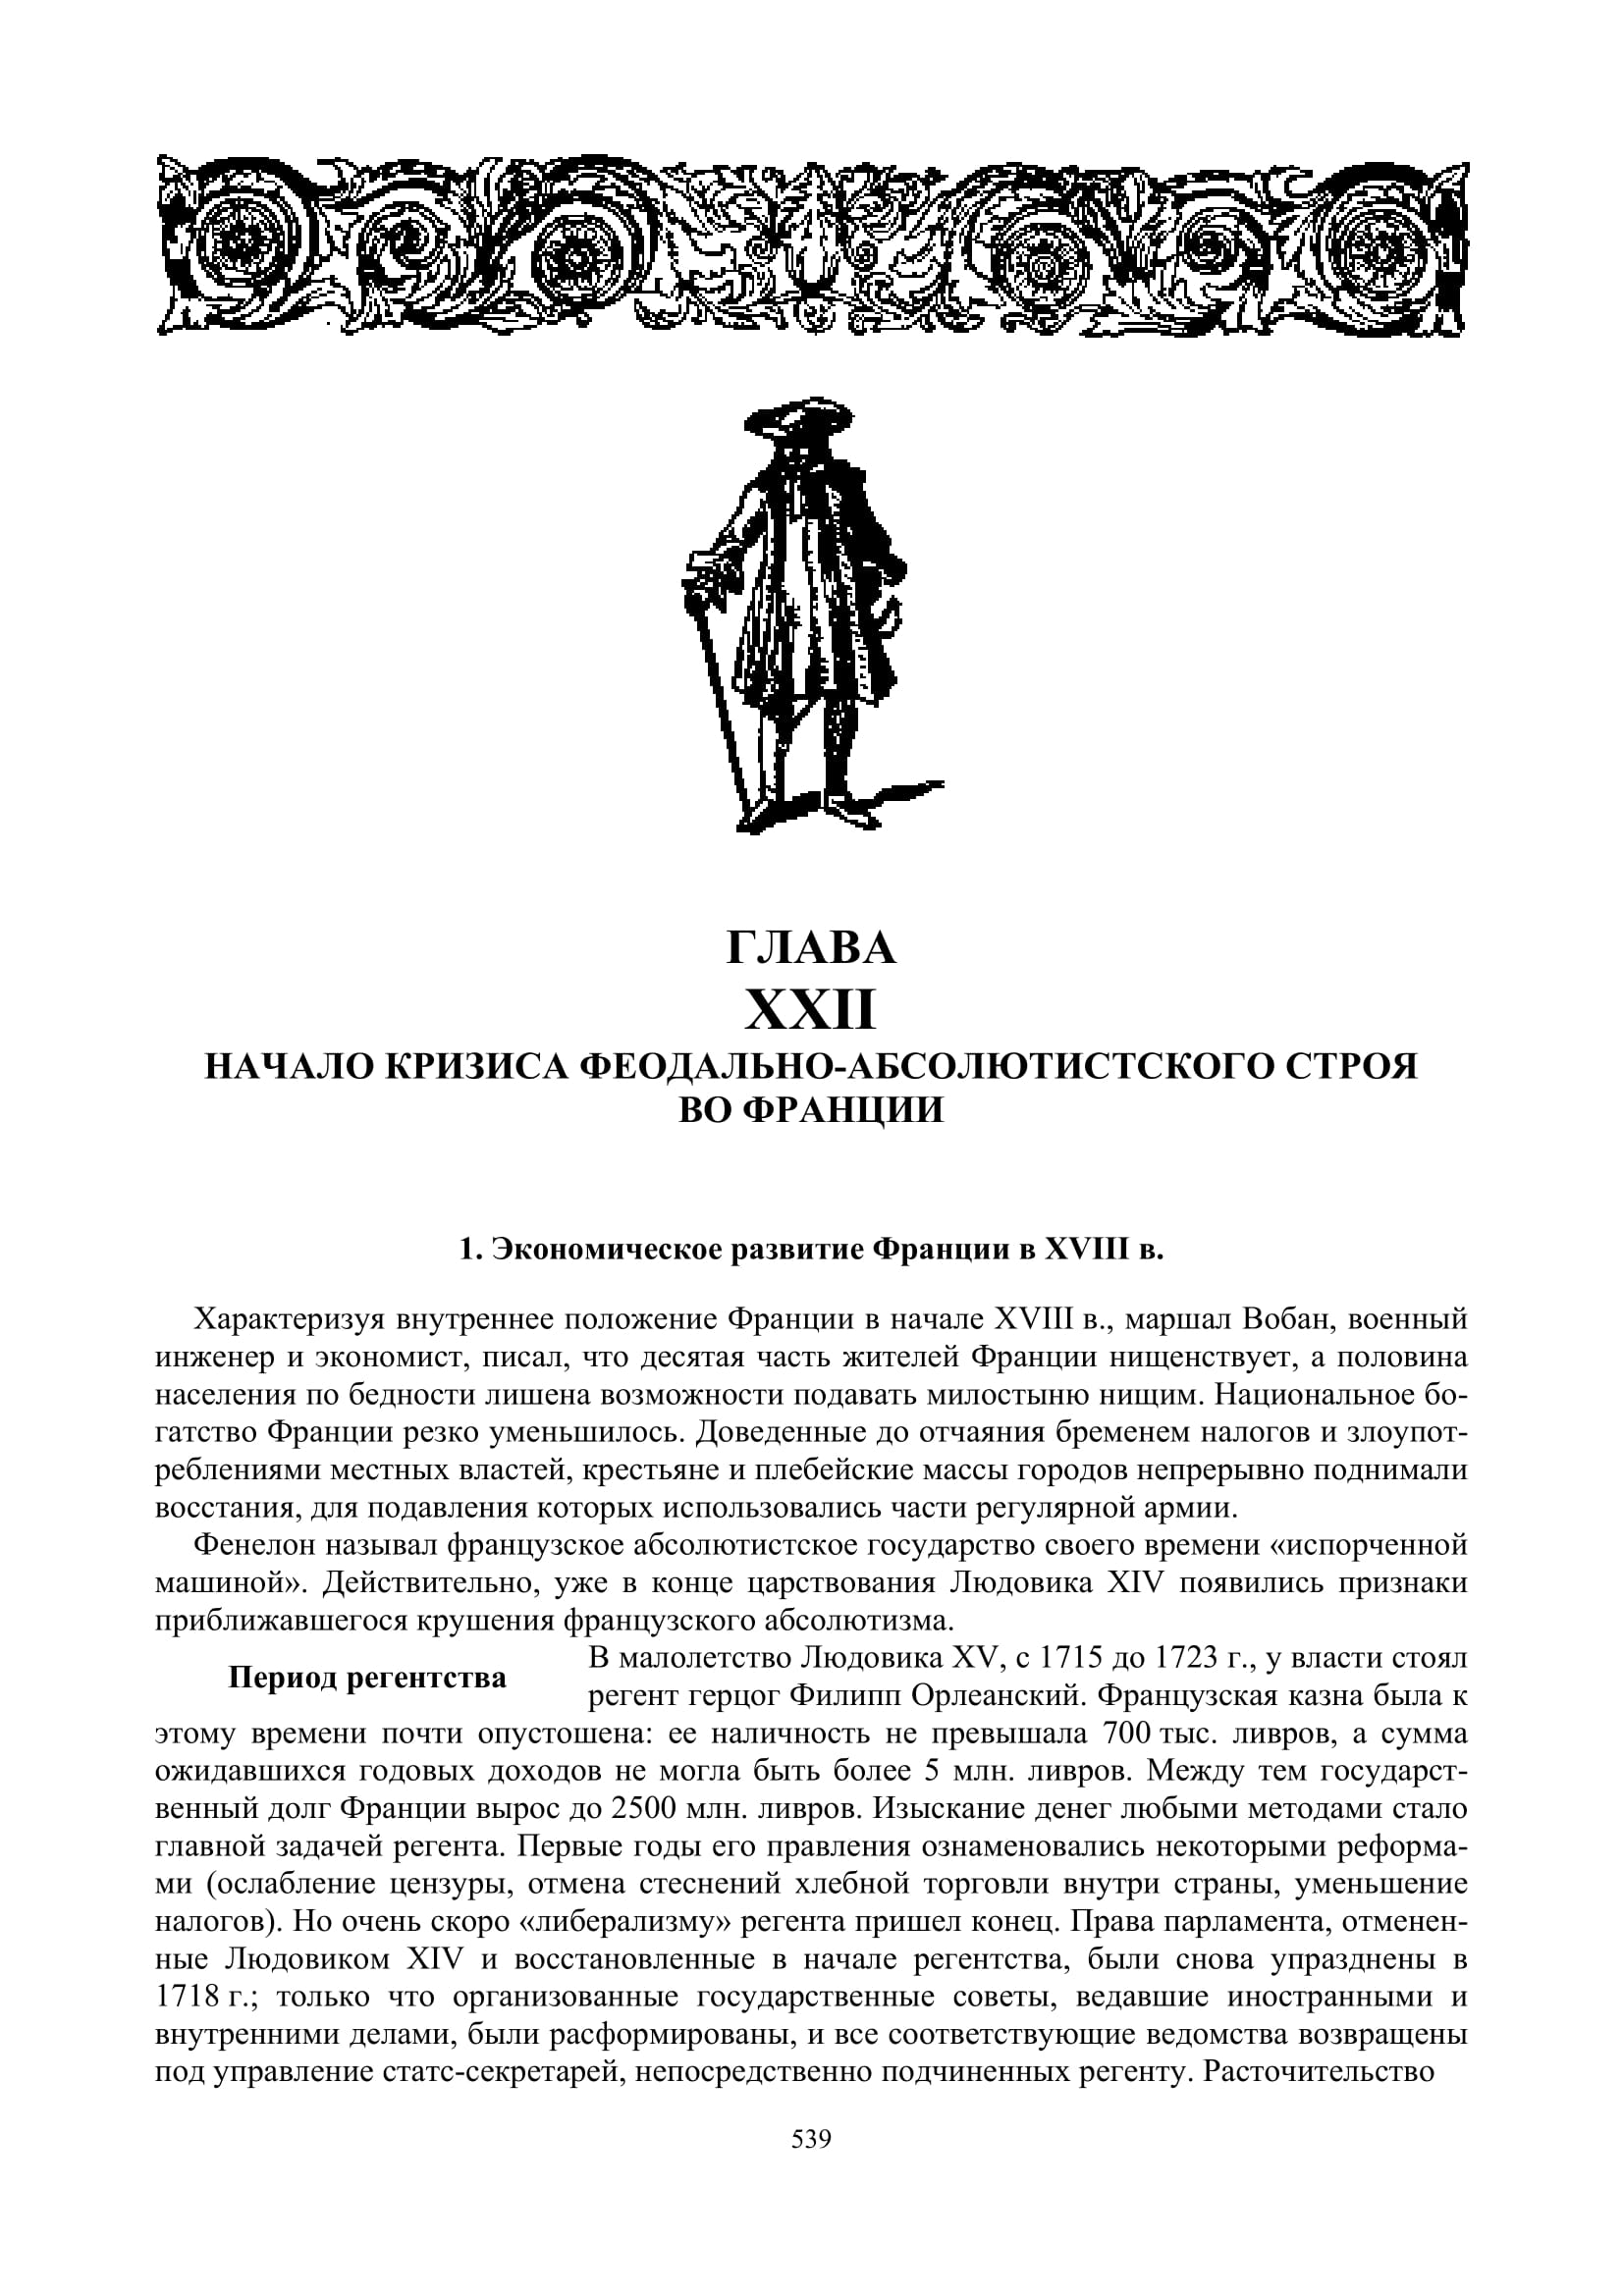 ГЛАВА
XXII
НАЧАЛО КРИЗИСА ФЕОДАЛЬНО-АБСОЛЮТИСТСКОГО СТРОЯ
ВО ФРАНЦИИ
1. Экономическое развитие Франции в XVIII в.
Характеризуя внутреннее положение Франции в начале XVIII в., маршал Вобан, военный
инженер и экономист, писал, что десятая часть жителей Франции нищенствует, а половина
населения по бедности лишена возможности подавать милостыню нищим. Национальное бо-
гатство Франции резко уменьшилось. Доведенные до отчаяния бременем налогов и злоупот-
реблениями местных властей, крестьяне и плебейские массы городов непрерывно поднимали
восстания, для подавления которых использовались части регулярной армии.
Фенелон называл французское абсолютистское государство своего времени «испорченной
машиной». Действительно, уже в конце царствования Людовика XIV появились признаки
приближавшегося крушения французского абсолютизма.
Период регентства
В малолетство Людовика XV, с 1715 до 1723 г., у власти стоял
регент герцог Филипп Орлеанский. Французская казна была к
этому времени почти опустошена: ее наличность не превышала 700 тыс. ливров, а сумма
ожидавшихся годовых доходов не могла быть более 5 млн. ливров. Между тем государст-
венный долг Франции вырос до 2500 млн. ливров. Изыскание денег любыми методами стало
главной задачей регента. Первые годы его правления ознаменовались некоторыми реформа-
ми (ослабление цензуры, отмена стеснений хлебной торговли внутри страны, уменьшение
налогов). Но очень скоро «либерализму» регента пришел конец. Права парламента, отменен-
ные Людовиком XIV и восстановленные в начале регентства, были снова упразднены в
1718 г.; только что организованные государственные советы, ведавшие иностранными и
внутренними делами, были расформированы, и все соответствующие ведомства возвращены
под управление статс-секретарей, непосредственно подчиненных регенту. Расточительство
539